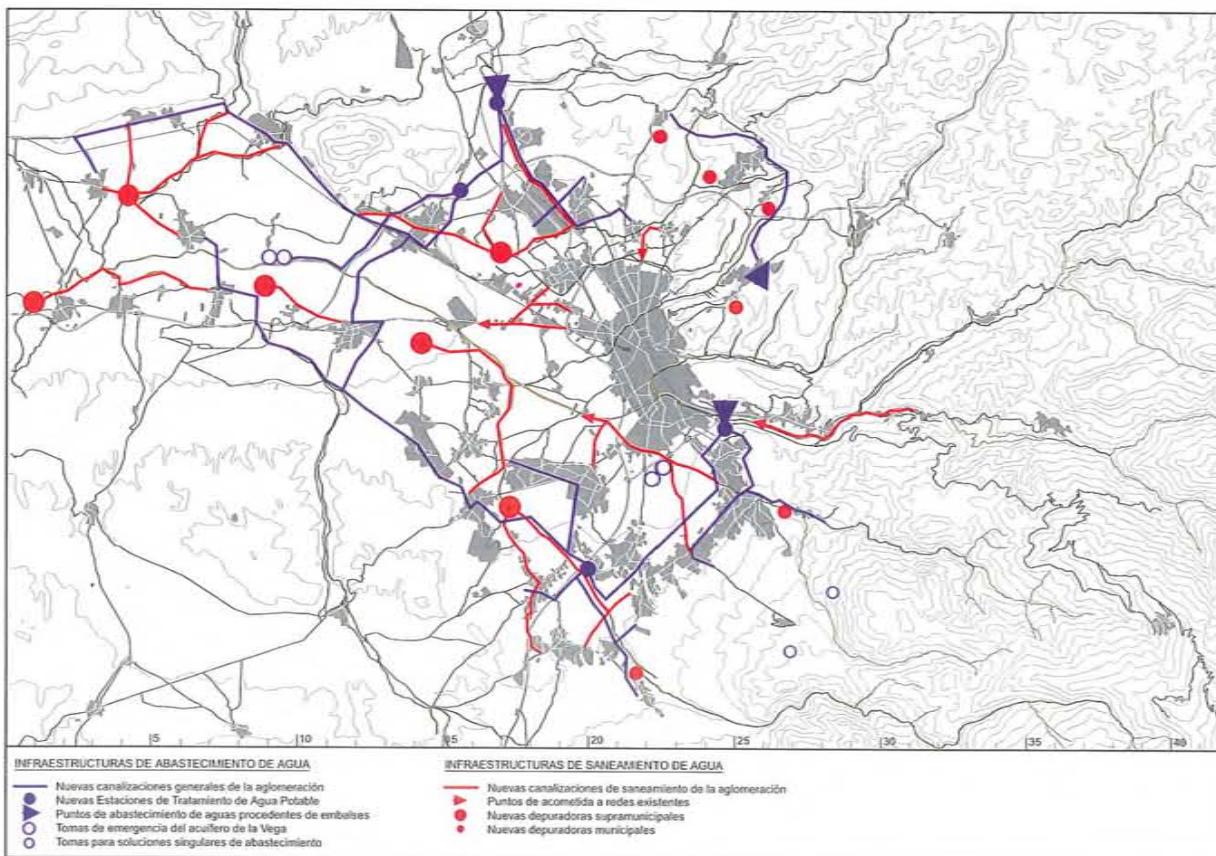 5 10 15 20 25 30 35 40
INFRAESTRUCTURAS DE ABASTECIMIENTO DE AGUA
Nuevas canalizaciones generales de la aglomeración
Nuevas Estaciones de Tratamiento de Agua Potable
Puntos de abastecimiento de aguas procedentes de embalses
Tomas de emergencia del acuífero de la Vega
Tomas para soluciones singulares de abastecimiento
INFRAESTRUCTURAS DE SANEAMIENTO DE AGUA
Nuevas canalizaciones de saneamiento de la aglomeración
Puntos de acometida a redes existentes
Nuevas depuradoras supramunicipales
Nuevas depuradoras municipales